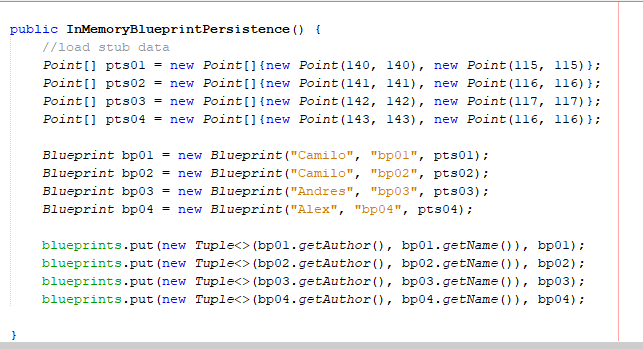 public InMemoryBlueprintPersistence() {
//load stub data
Point[] pts01 = new Point[]{new Point(140, 140), new Point(115, 115)};
Point[] pts02 = new Point[]{new Point(141, 141), new Point(116, 116)};
Point[] pts03 = new Point[]{new Point(142, 142), new Point(117, 117)};
Point[] pts04 = new Point[]{new Point(143, 143), new Point(116, 116)};
Blueprint bp01 = new Blueprint("Camilo", "bp01", pts01);
Blueprint bp02 = new Blueprint("Camilo", "bp02", pts02);
Blueprint bp03 = new Blueprint("Andres", "bp03", pts03);
Blueprint bp04 = new Blueprint("Alex", "bp04", pts04);
blueprints.put(new Tuple<>(bp01.getAuthor(), bp01.getName()), bp01);
blueprints.put(new Tuple<>(bp02.getAuthor(), bp02.getName()), bp02);
blueprints.put(new Tuple<>(bp03.getAuthor(), bp03.getName()), bp03);
blueprints.put(new Tuple<>(bp04.getAuthor(), bp04.getName()), bp04);
}